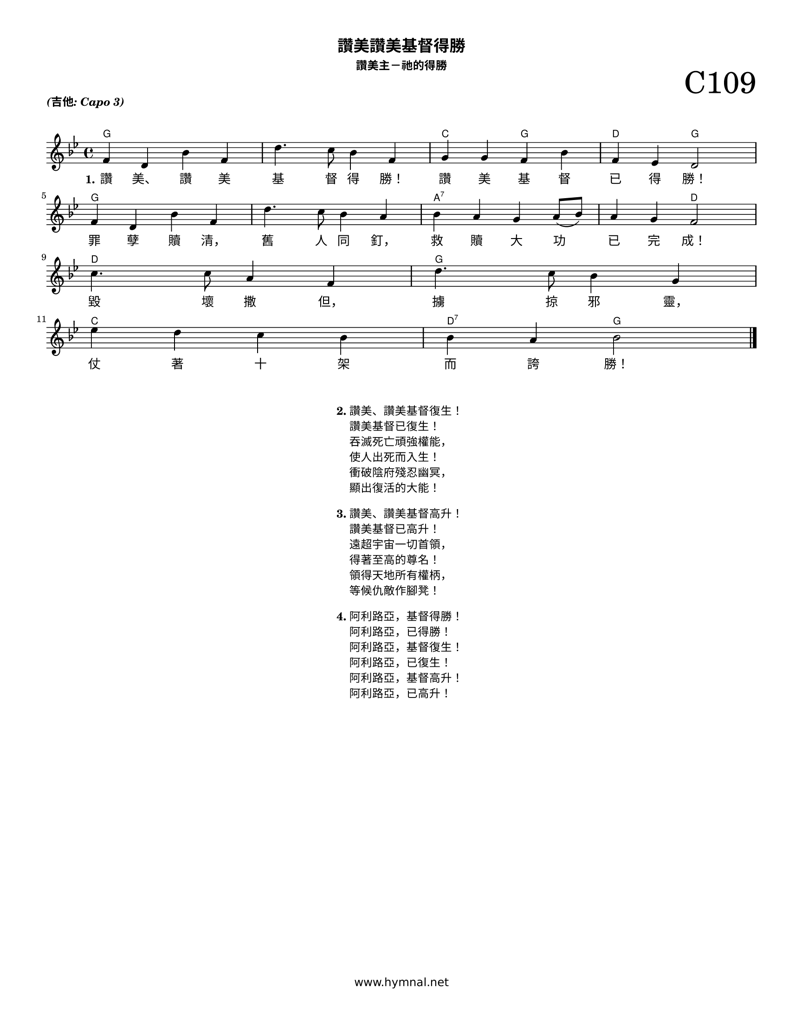 讚美讚美基督得勝
讚美主－祂的得勝
C109
(吉他: Capo 3)
G C G D G
1. 讚 美、 讚 美 基 督 得 勝！ 讚 美 基 督 已 得 勝！
5
G A7 D
罪 孽 贖 清， 舊 人 同 釘， 救 贖 大 功 已 完 成！
9
D G
毀 壞 撒 但， 擄 掠 邪 靈，
11
C D7 G
仗 著 十 架 而 誇 勝！
2. 讚美、讚美基督復生！
讚美基督已復生！
吞滅死亡頑強權能，
使人出死而入生！
衝破陰府殘忍幽冥，
顯出復活的大能！
3. 讚美、讚美基督高升！
讚美基督已高升！
遠超宇宙一切首領，
得著至高的尊名！
領得天地所有權柄，
等候仇敵作腳凳！
4. 阿利路亞，基督得勝！
阿利路亞，已得勝！
阿利路亞，基督復生！
阿利路亞，已復生！
阿利路亞，基督高升！
阿利路亞，已高升！
www.hymnal.net